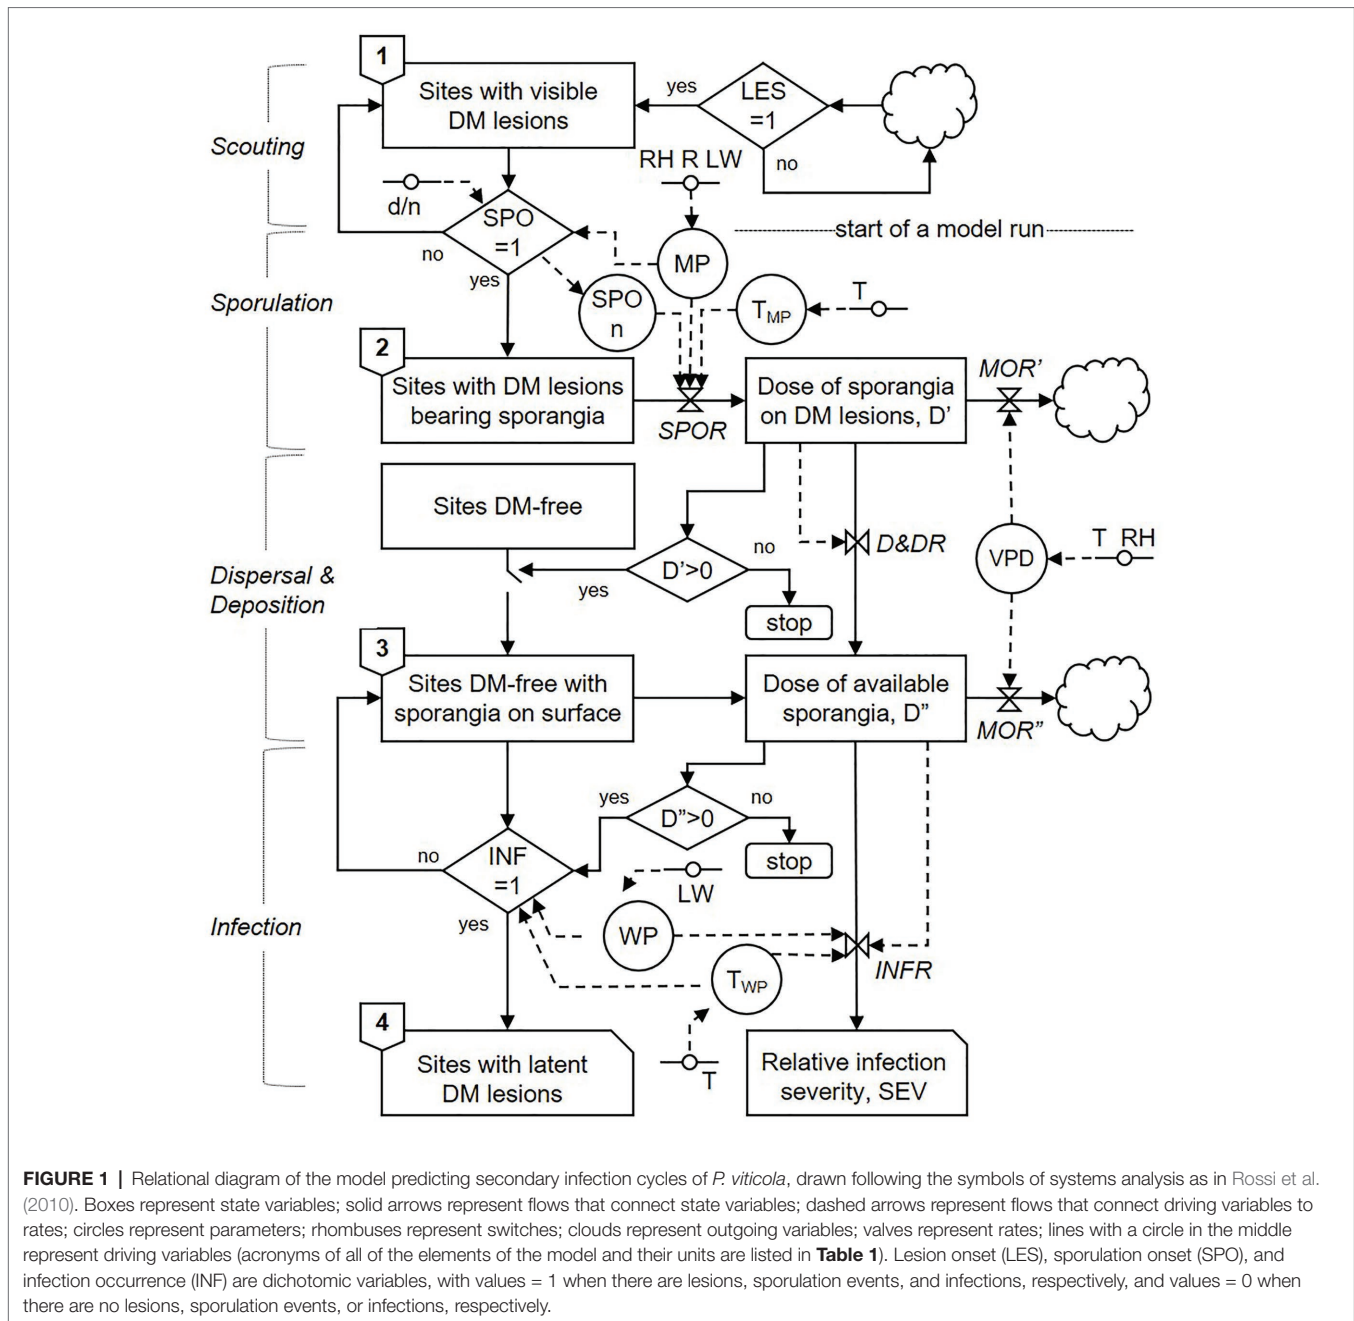 1
Sites with visible
DM lesions
yes
LES
=1
no
Scouting
RH R LW
d/n
SPO
=1
no
yes
MP
start of a model run
Sporulation
SPO
n
T_MP
T
2
Sites with DM lesions
bearing sporangia
SPOR
Dose of sporangia
on DM lesions, D'
MOR'
Sites DM-free
D'>0
yes
no
stop
D&DR
VPD
T RH
Dispersal &
Deposition
3
Sites DM-free with
sporangia on surface
Dose of available
sporangia, D"
MOR"
D">0
yes
no
stop
INF
=1
no
yes
LW
WP
T_WP
T
INFR
Infection
4
Sites with latent
DM lesions
Relative infection
severity, SEV
FIGURE 1 | Relational diagram of the model predicting secondary infection cycles of P. viticola, drawn following the symbols of systems analysis as in Rossi et al.
(2010). Boxes represent state variables; solid arrows represent flows that connect state variables; dashed arrows represent flows that connect driving variables to
rates; circles represent parameters; rhombuses represent switches; clouds represent outgoing variables; valves represent rates; lines with a circle in the middle
represent driving variables (acronyms of all of the elements of the model and their units are listed in Table 1). Lesion onset (LES), sporulation onset (SPO), and
infection occurrence (INF) are dichotomic variables, with values = 1 when there are lesions, sporulation events, and infections, respectively, and values = 0 when
there are no lesions, sporulation events, or infections, respectively.